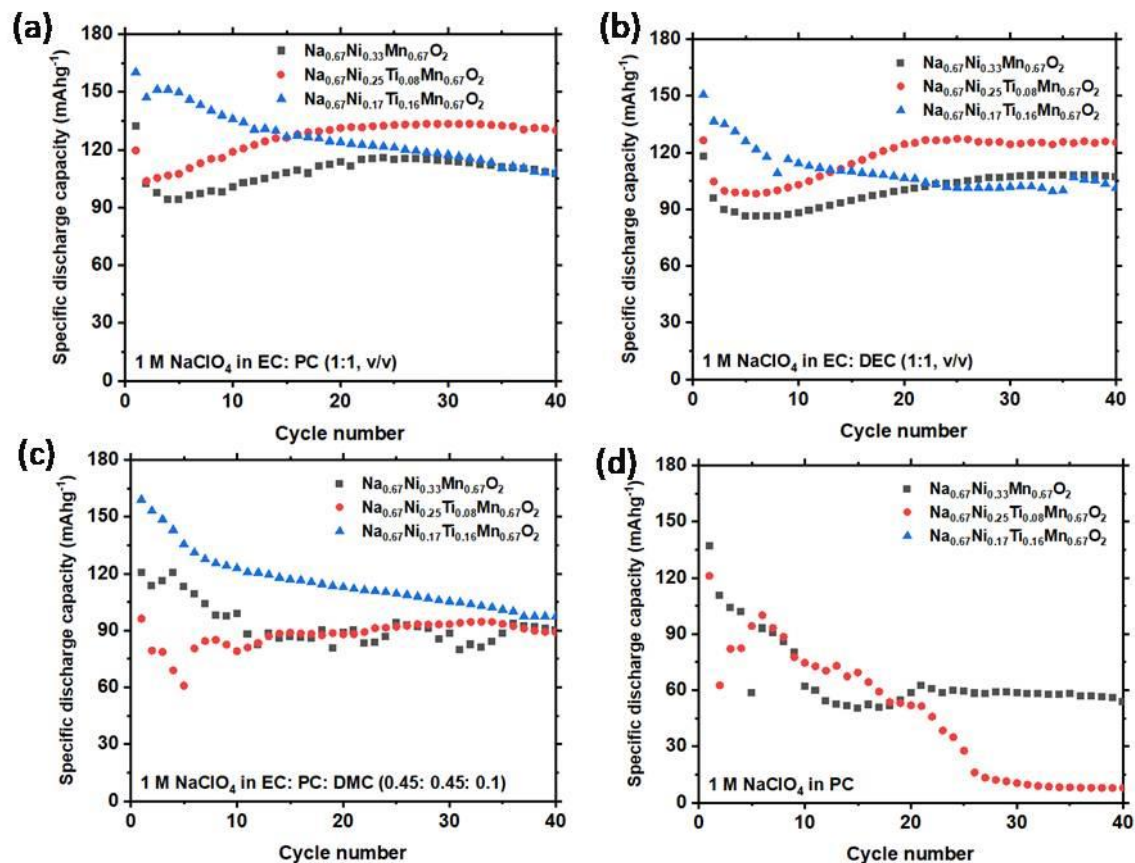 (a)
Specific discharge capacity (mAhg⁻¹)
180
150
120
90
60
30
0
Na₀.₆₇Ni₀.₃₃Mn₀.₆₇O₂
Na₀.₆₇Ni₀.₂₅Ti₀.₀₈Mn₀.₆₇O₂
Na₀.₆₇Ni₀.₁₇Ti₀.₁₆Mn₀.₆₇O₂
1 M NaClO₄ in EC: PC (1:1, v/v)
0 10 20 30 40
Cycle number
(b)
Specific discharge capacity (mAhg⁻¹)
180
150
120
90
60
30
0
Na₀.₆₇Ni₀.₃₃Mn₀.₆₇O₂
Na₀.₆₇Ni₀.₂₅Ti₀.₀₈Mn₀.₆₇O₂
Na₀.₆₇Ni₀.₁₇Ti₀.₁₆Mn₀.₆₇O₂
1 M NaClO₄ in EC: DEC (1:1, v/v)
0 10 20 30 40
Cycle number
(c)
Specific discharge capacity (mAhg⁻¹)
180
150
120
90
60
30
0
Na₀.₆₇Ni₀.₃₃Mn₀.₆₇O₂
Na₀.₆₇Ni₀.₂₅Ti₀.₀₈Mn₀.₆₇O₂
Na₀.₆₇Ni₀.₁₇Ti₀.₁₆Mn₀.₆₇O₂
1 M NaClO₄ in EC: PC: DMC (0.45: 0.45: 0.1)
0 10 20 30 40
Cycle number
(d)
Specific discharge capacity (mAhg⁻¹)
180
150
120
90
60
30
0
Na₀.₆₇Ni₀.₃₃Mn₀.₆₇O₂
Na₀.₆₇Ni₀.₂₅Ti₀.₀₈Mn₀.₆₇O₂
Na₀.₆₇Ni₀.₁₇Ti₀.₁₆Mn₀.₆₇O₂
1 M NaClO₄ in PC
0 10 20 30 40
Cycle number